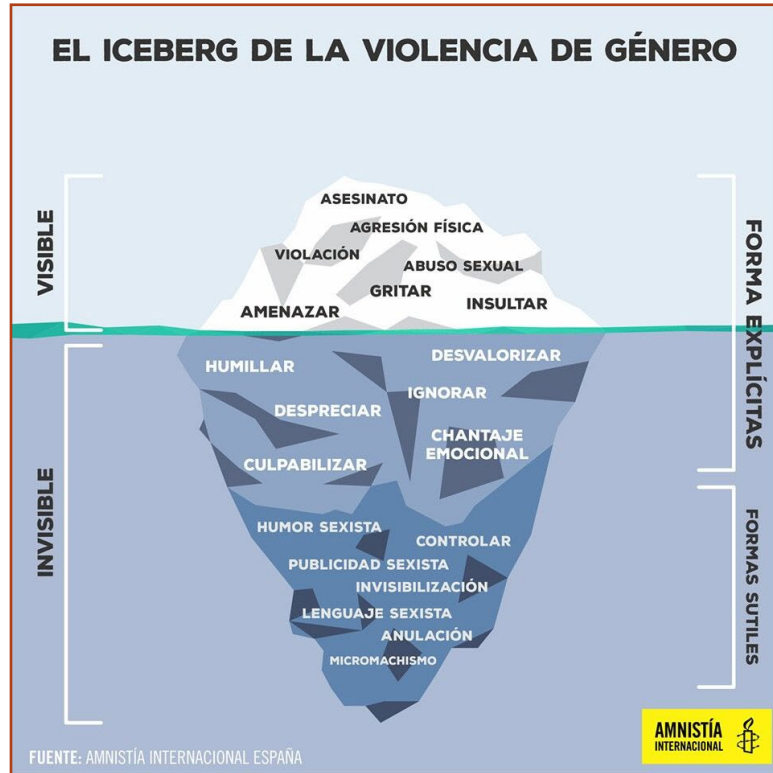 EL ICEBERG DE LA VIOLENCIA DE GÉNERO
VISIBLE
ASESINATO
AGRESIÓN FÍSICA
VIOLACIÓN
ABUSO SEXUAL
GRITAR
INSULTAR
AMENAZAR
FORMA EXPLÍCITAS
INVISIBLE
DESVALORIZAR
HUMILLAR
IGNORAR
DESPRECIAR
CHANTAJE
EMOCIONAL
CULPABILIZAR
FORMAS SUTILES
HUMOR SEXISTA
CONTROLAR
PUBLICIDAD SEXISTA
INVISIBILIZACIÓN
LENGUAJE SEXISTA
ANULACIÓN
MICROMACHISMO
AMNISTÍA
INTERNACIONAL
FUENTE: AMNISTÍA INTERNACIONAL ESPAÑA